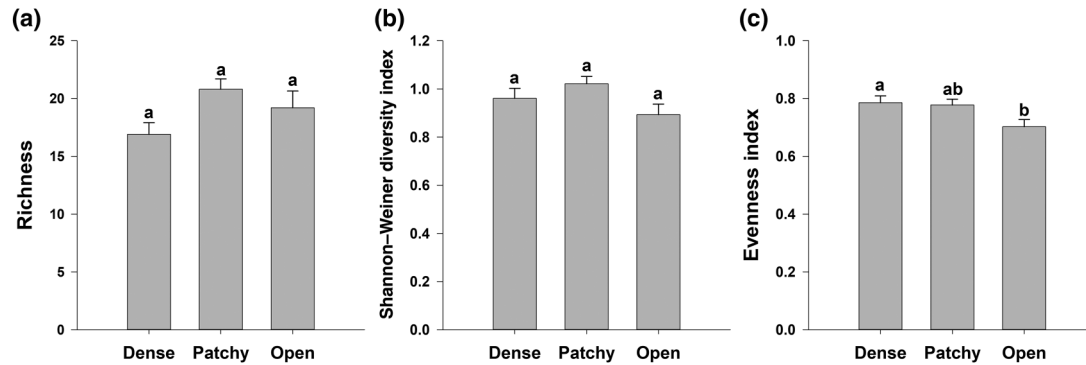 (a)
Richness
25
20
15
10
5
0
a
a
a
Dense Patchy Open
(b)
Shannon–Weiner diversity index
1.2
1.0
0.8
0.6
0.4
0.2
0.0
a
a
a
Dense Patchy Open
(c)
Evenness index
1.0
0.8
0.6
0.4
0.2
0.0
a
ab
b
Dense Patchy Open